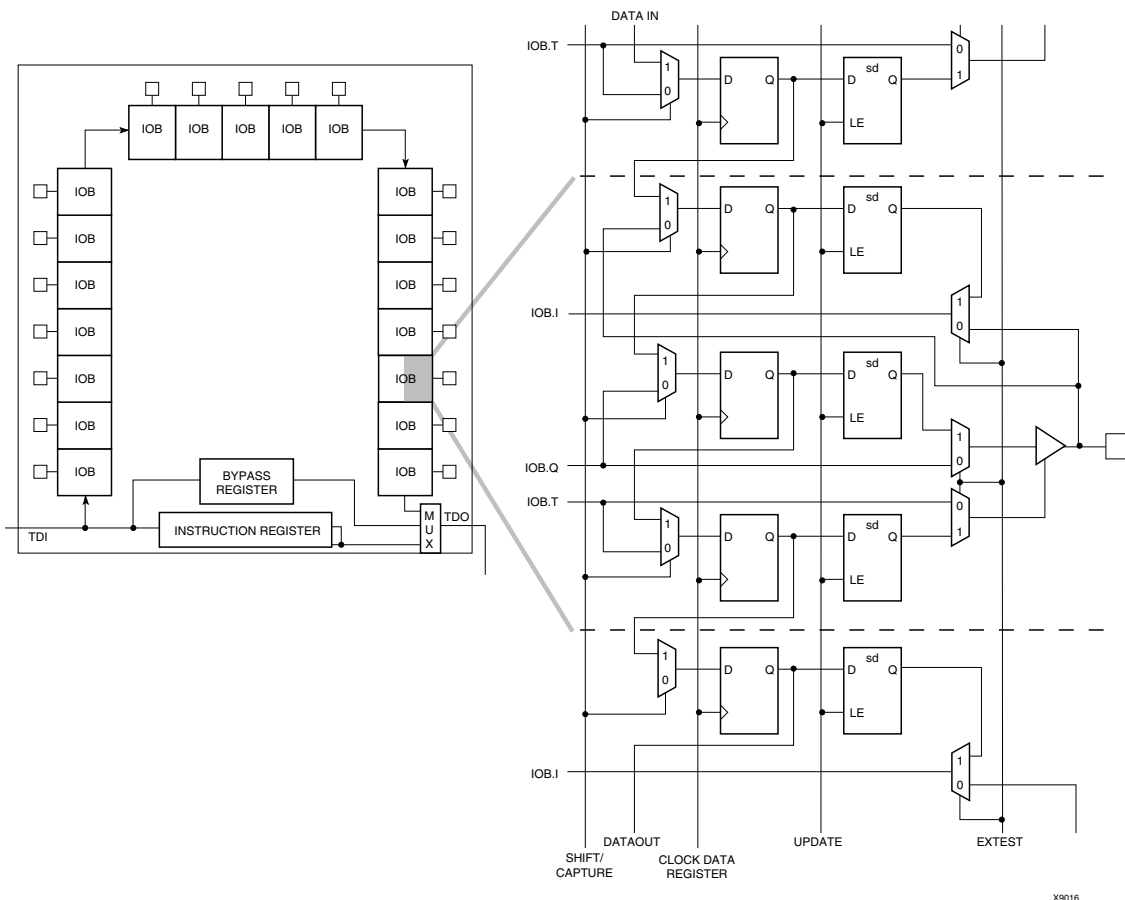 IOB IOB IOB IOB IOB
IOB
IOB
IOB
IOB
IOB
IOB
IOB
IOB
IOB
IOB
IOB
IOB
IOB
IOB
BYPASS
REGISTER
INSTRUCTION REGISTER
M
U
X
TDO
TDI
DATA IN
IOB.T
1
0
D Q
D sd Q
LE
0
1
1
0
D Q
D sd Q
LE
IOB.I
1
0
1
0
D Q
D sd Q
LE
1
0
IOB.Q
IOB.T
0
1
1
0
D Q
D sd Q
LE
1
0
D Q
D sd Q
LE
IOB.I
1
0
SHIFT/
CAPTURE
DATAOUT
CLOCK DATA
REGISTER
UPDATE
EXTEST
X9016